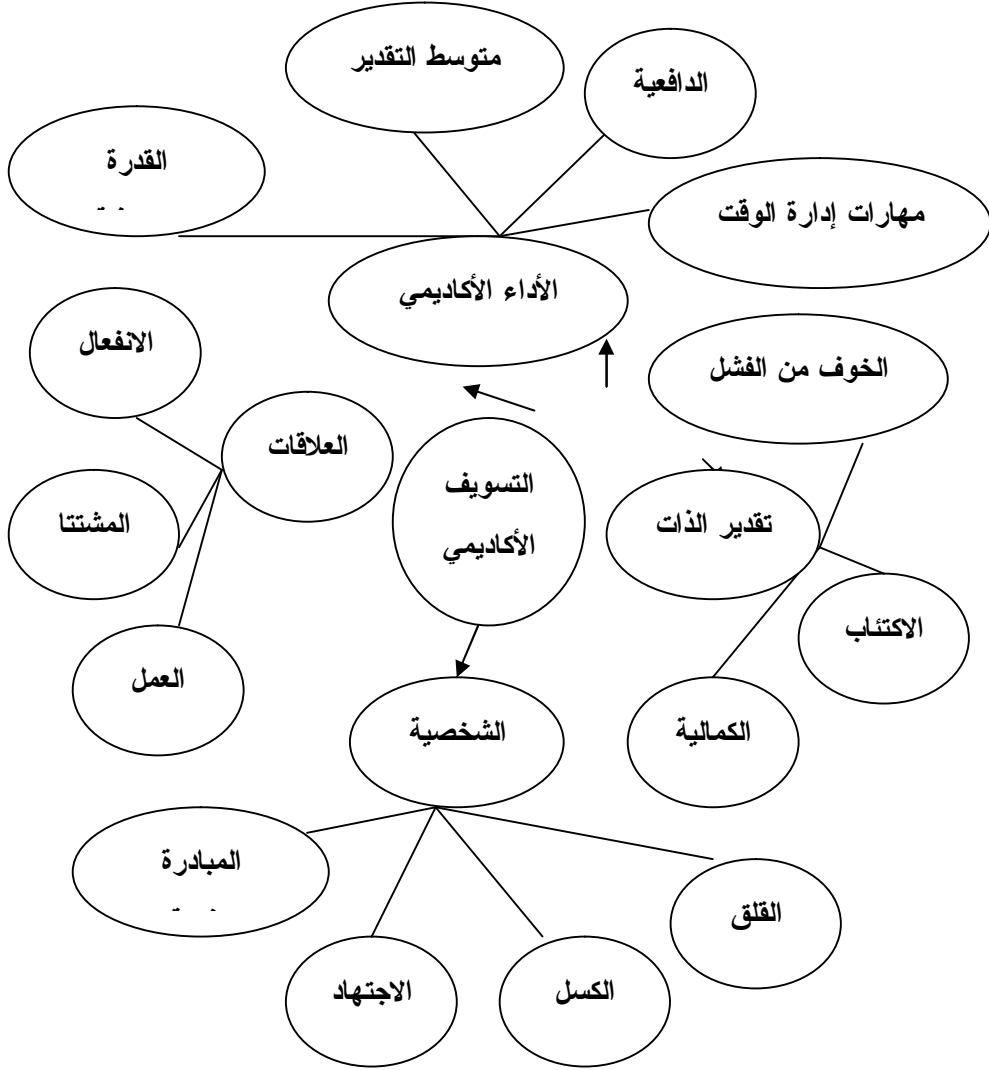 متوسط التقدير
الدافعية
القدرة
مهارات إدارة الوقت
الأداء الأكاديمي
الانفعال
الخوف من الفشل
العلاقات
التسويف
الأكاديمي
المشتتا
تقدير الذات
الاكتئاب
العمل
الشخصية
الكمالية
المبادرة
القلق
الاجتهاد
الكسل